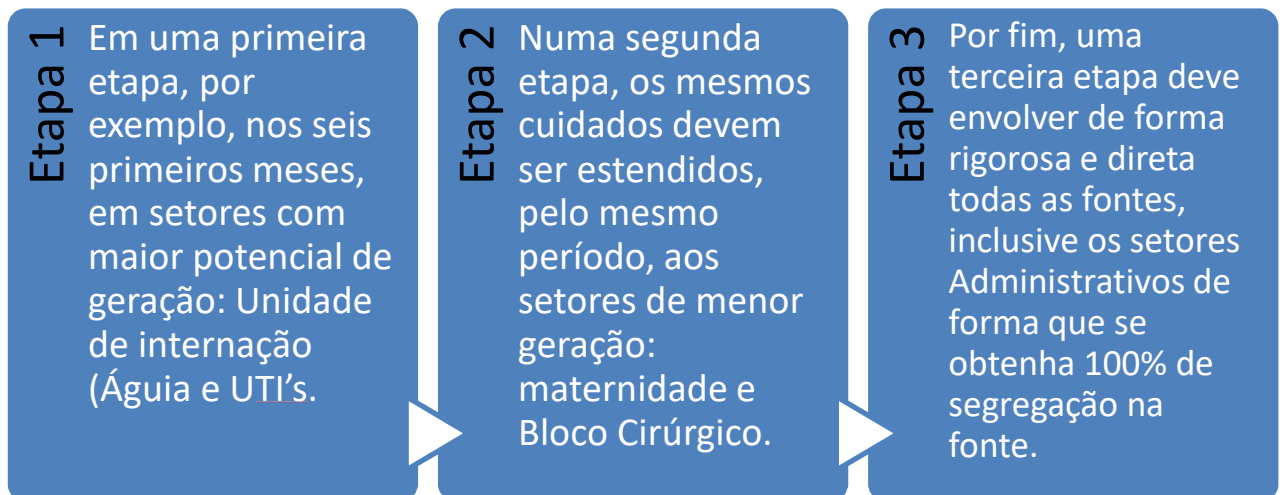 Etapa 1
Em uma primeira
etapa, por
exemplo, nos seis
primeiros meses,
em setores com
maior potencial de
geração: Unidade
de internação
(Águia e UTI’s.
Etapa 2
Numa segunda
etapa, os mesmos
cuidados devem
ser estendidos,
pelo mesmo
período, aos
setores de menor
geração:
maternidade e
Bloco Cirúrgico.
Etapa 3
Por fim, uma
terceira etapa deve
envolver de forma
rigorosa e direta
todas as fontes,
inclusive os setores
Administrativos de
forma que se
obtenha 100% de
segregação na
fonte.